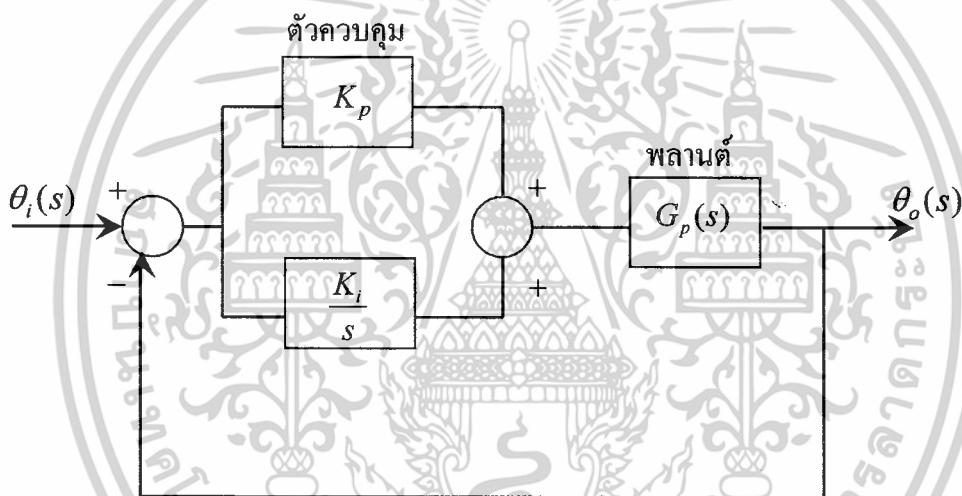 ตัวควบคุม
K_p
พลานต์
θ_i(s)
+
+
G_p(s)
θ_o(s)
−
K_i
s
+